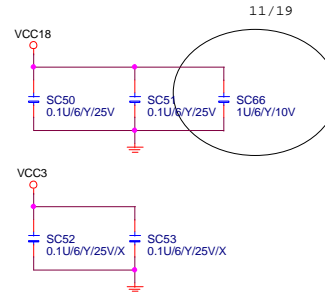 11/19
VCC18
SC50
0.1U/6/Y/25V
SC51
0.1U/6/Y/25V
SC66
1U/6/Y/10V
VCC3
SC52
0.1U/6/Y/25V/X
SC53
0.1U/6/Y/25V/X